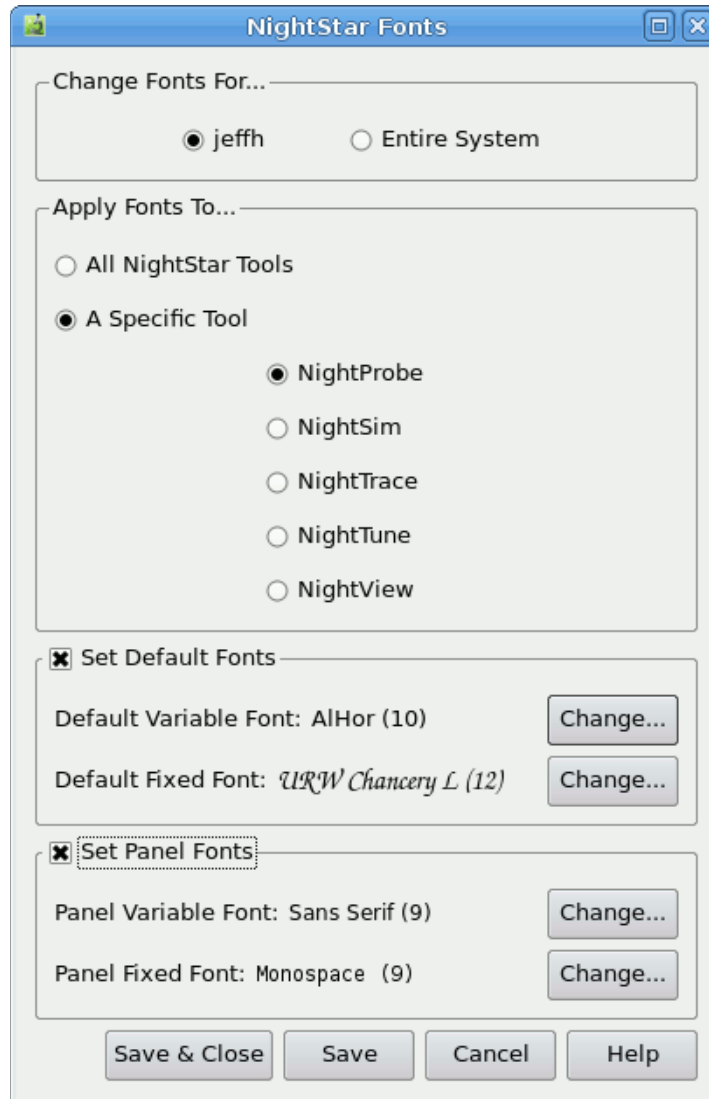 NightStar Fonts
Change Fonts For...
jeffh Entire System
Apply Fonts To...
All NightStar Tools
A Specific Tool
NightProbe
NightSim
NightTrace
NightTune
NightView
Set Default Fonts
Default Variable Font: AlHor (10) Change...
Default Fixed Font: URW Chancery L (12) Change...
Set Panel Fonts
Panel Variable Font: Sans Serif (9) Change...
Panel Fixed Font: Monospace (9) Change...
Save & Close Save Cancel Help